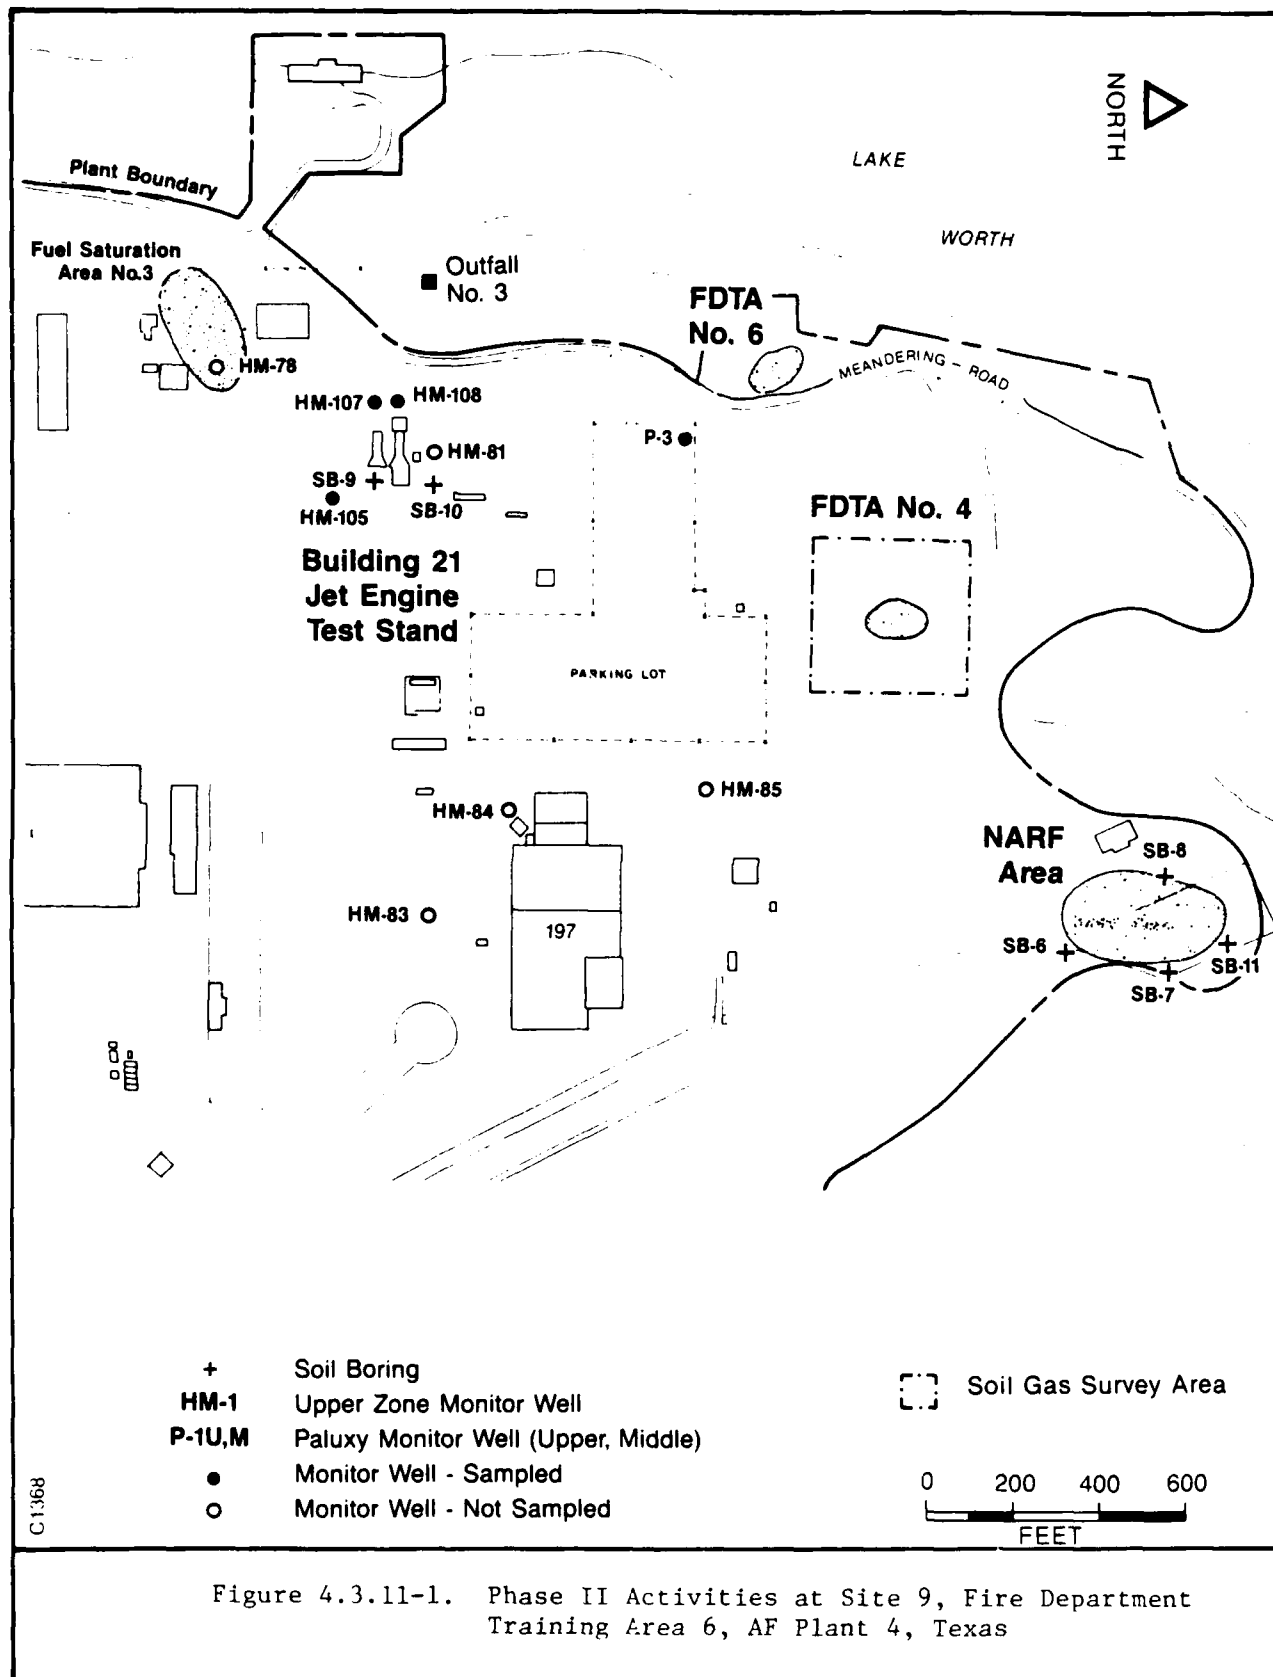 NORTH
LAKE
WORTH
Plant Boundary
Fuel Saturation
Area No.3
Outfall
No. 3
FDTA
No. 6
MEANDERING - ROAD
HM-78
HM-107
HM-108
HM-81
P-3
SB-9
SB-10
HM-105
FDTA No. 4
Building 21
Jet Engine
Test Stand
PARKING LOT
HM-85
HM-84
NARF
Area
SB-8
HM-83
197
SB-6
SB-11
SB-7
+ Soil Boring
HM-1 Upper Zone Monitor Well
P-1U,M Paluxy Monitor Well (Upper, Middle)
Monitor Well - Sampled
Monitor Well - Not Sampled
Soil Gas Survey Area
0 200 400 600
FEET
C1368
Figure 4.3.11-1. Phase II Activities at Site 9, Fire Department
Training Area 6, AF Plant 4, Texas